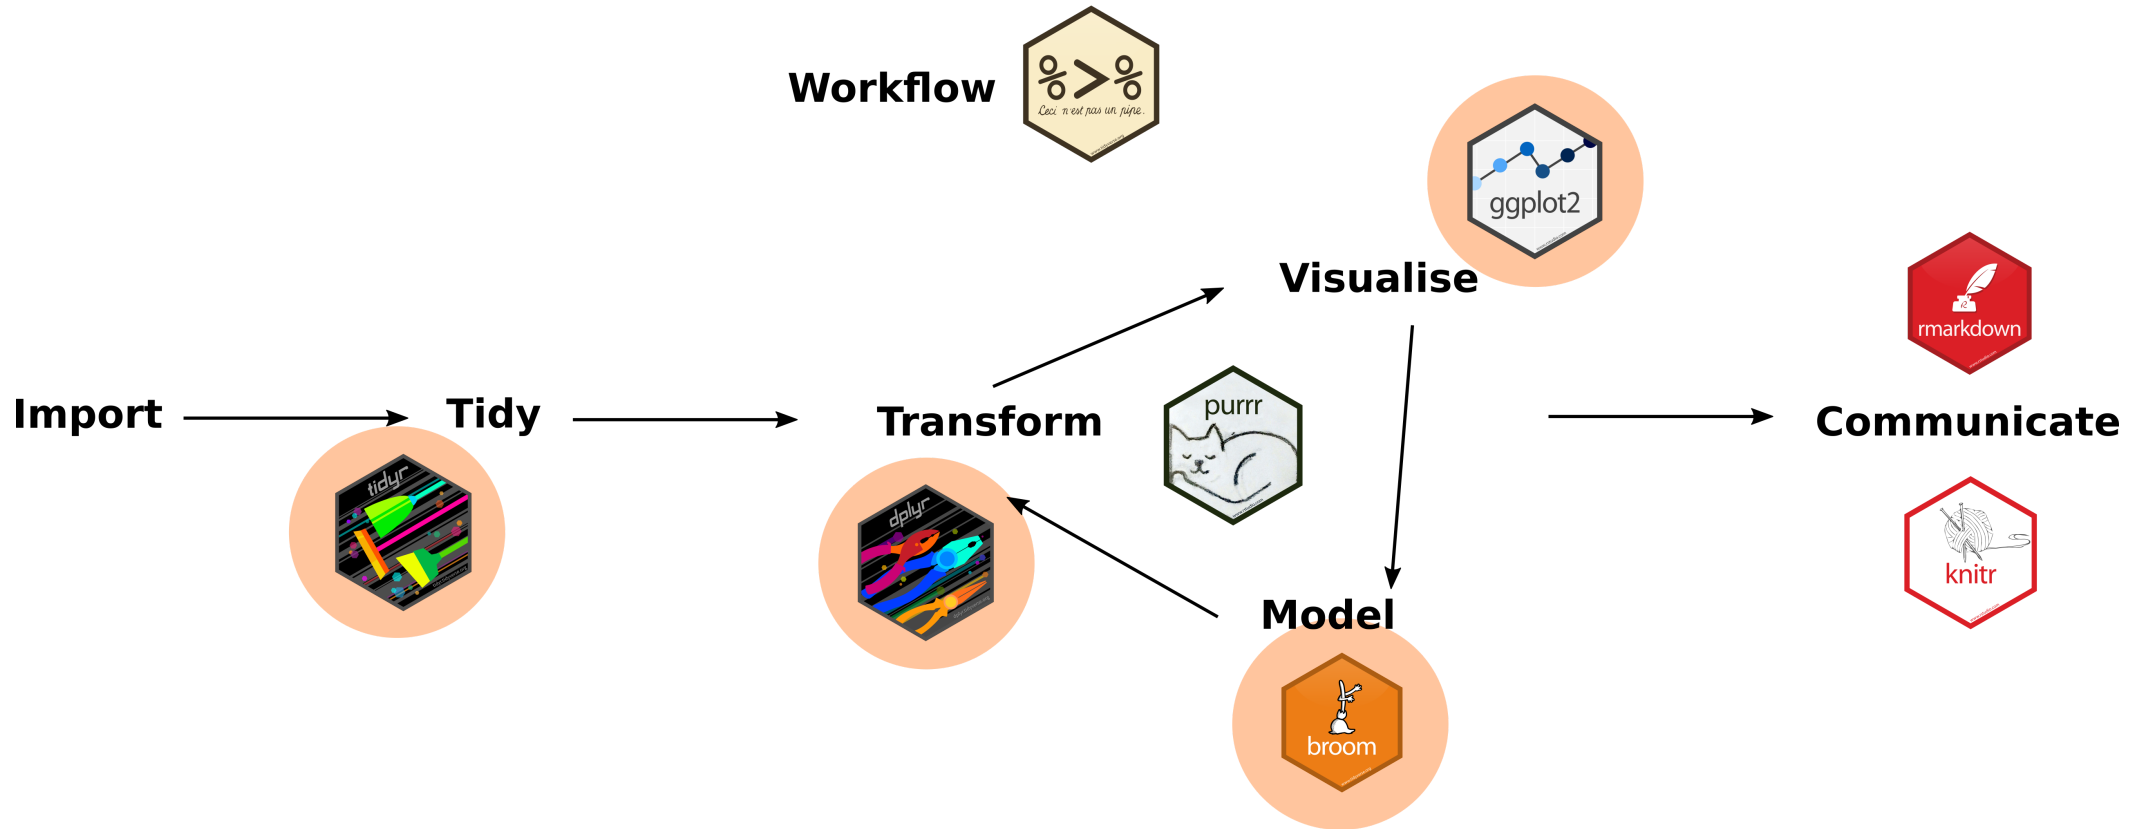 Workflow
%>%
Ceci n'est pas un pipe.
ggplot2
Visualise
rmarkdown
Import
Tidy
Transform
purrr
Communicate
tidyr
dplyr
knitr
Model
broom